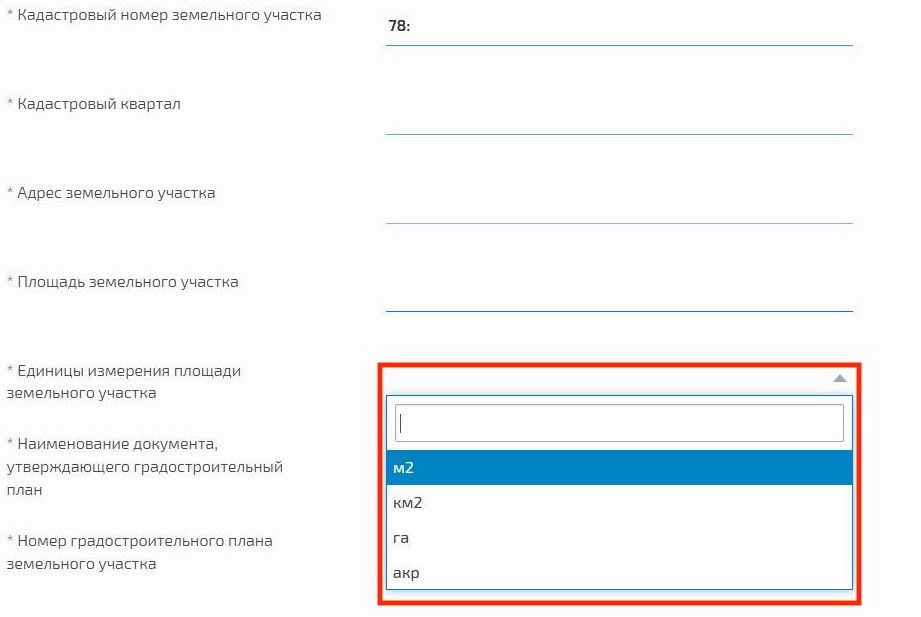 * Кадастровый номер земельного участка
78:
* Кадастровый квартал
* Адрес земельного участка
* Площадь земельного участка
* Единицы измерения площади
земельного участка
м2
км2
га
акр
* Наименование документа,
утверждающего градостроительный
план
* Номер градостроительного плана
земельного участка